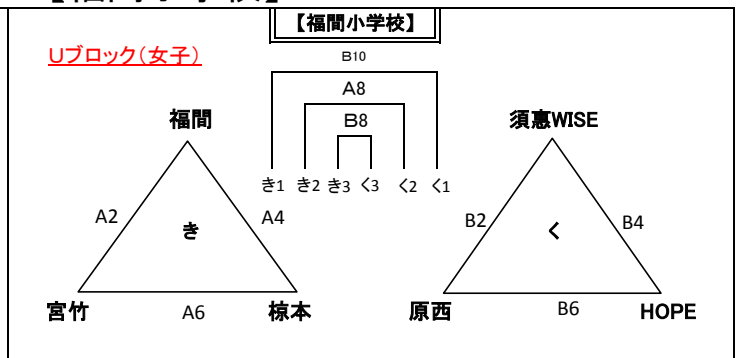 【福間小学校】
Uブロック(女子)
B10
A8
B8
福間
須惠WISE
き1 き2 き3 く3 く2 く1
A2
き
A4
B2
く
B4
宮竹
A6
椋本
原西
B6
HOPE